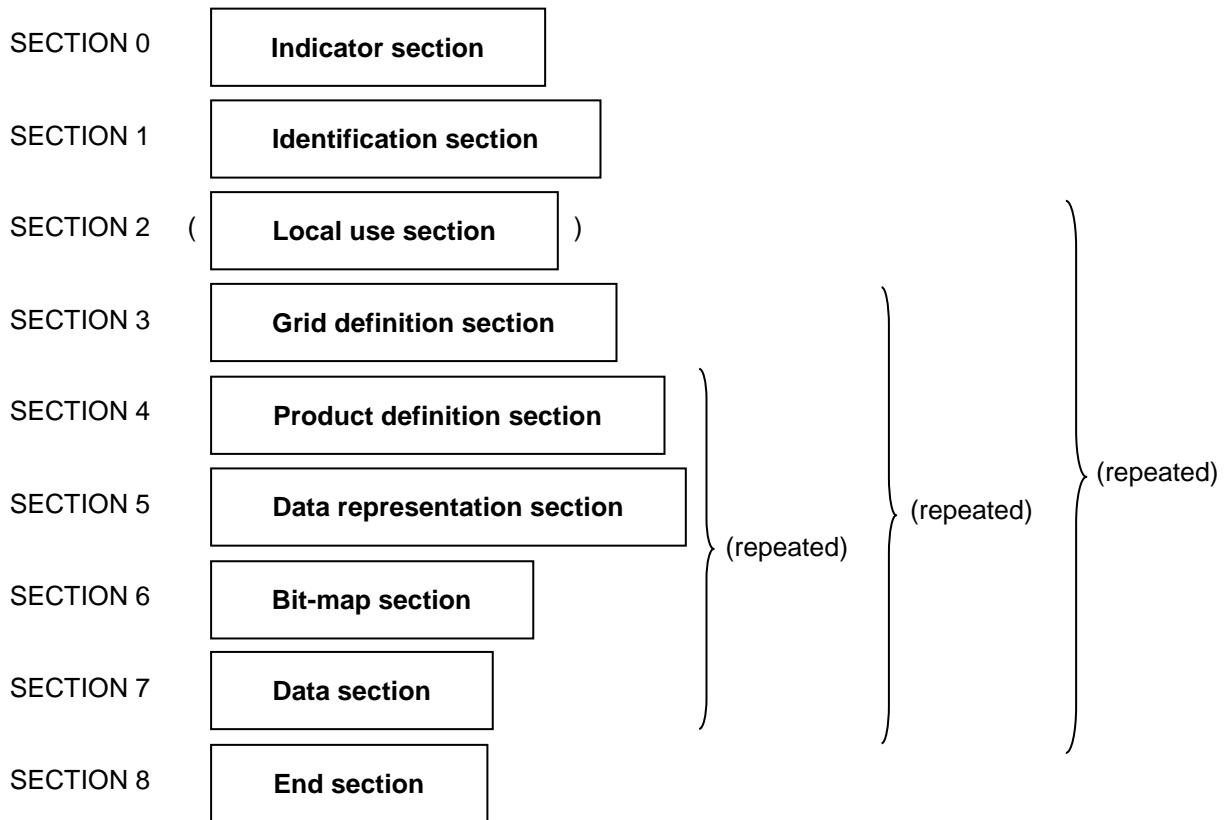 SECTION 0 Indicator section
SECTION 1 Identification section
SECTION 2 ( Local use section )
SECTION 3 Grid definition section
SECTION 4 Product definition section
SECTION 5 Data representation section
(repeated)
(repeated)
(repeated)
SECTION 6 Bit-map section
SECTION 7 Data section
SECTION 8 End section